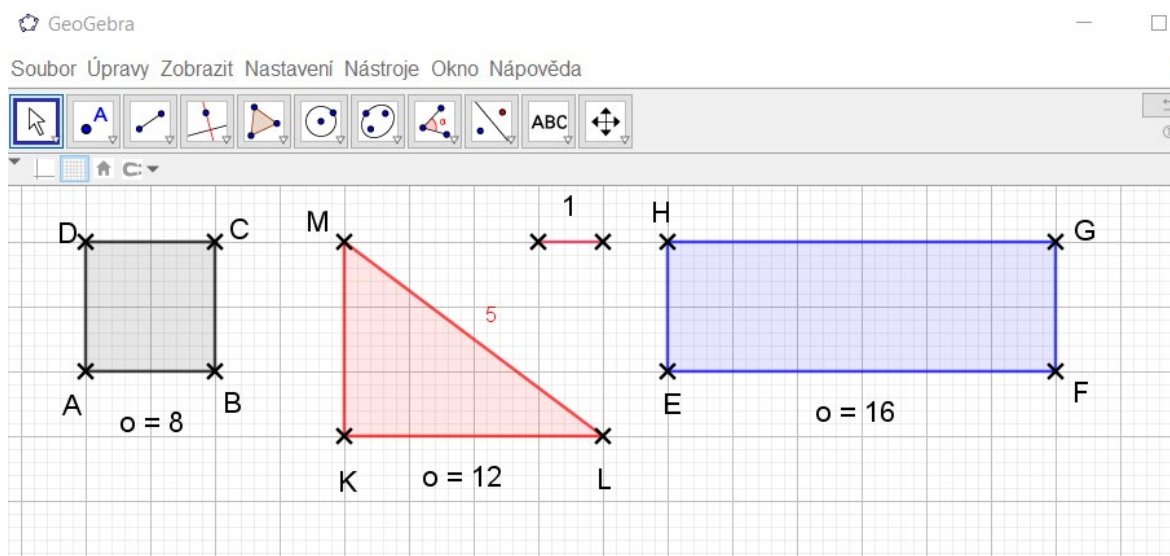 GeoGebra
Soubor Úpravy Zobrazit Nastavení Nástroje Okno Nápověda
A α ABC
D C M 1 H G
5
A B E F
o = 8 o = 16
K o = 12 L